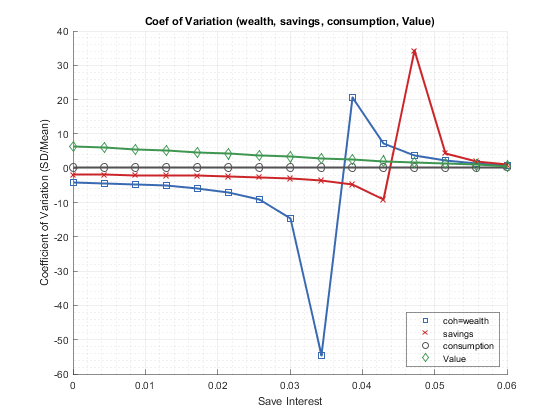 Coef of Variation (wealth, savings, consumption, Value)
40
30
20
10
0
-10
-20
-30
-40
-50
-60
Coefficient of Variation (SD/Mean)
0 0.01 0.02 0.03 0.04 0.05 0.06
Save Interest
coh=wealth
savings
consumption
Value